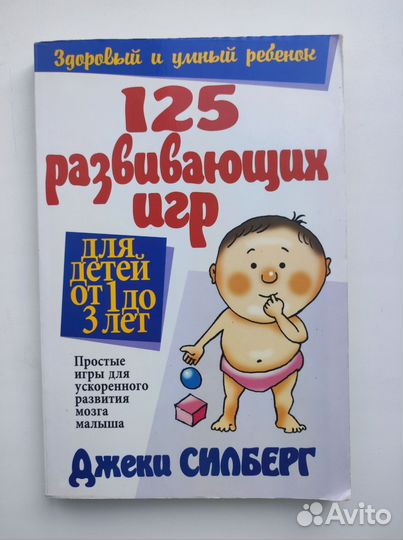 Здоровый и умный ребенок
125
развивающих
игр
для
детей
от 1 до
3 лет
Простые
игры для
ускоренного
развития
мозга
малыша
Джеки СИЛБЕРГ
Avito